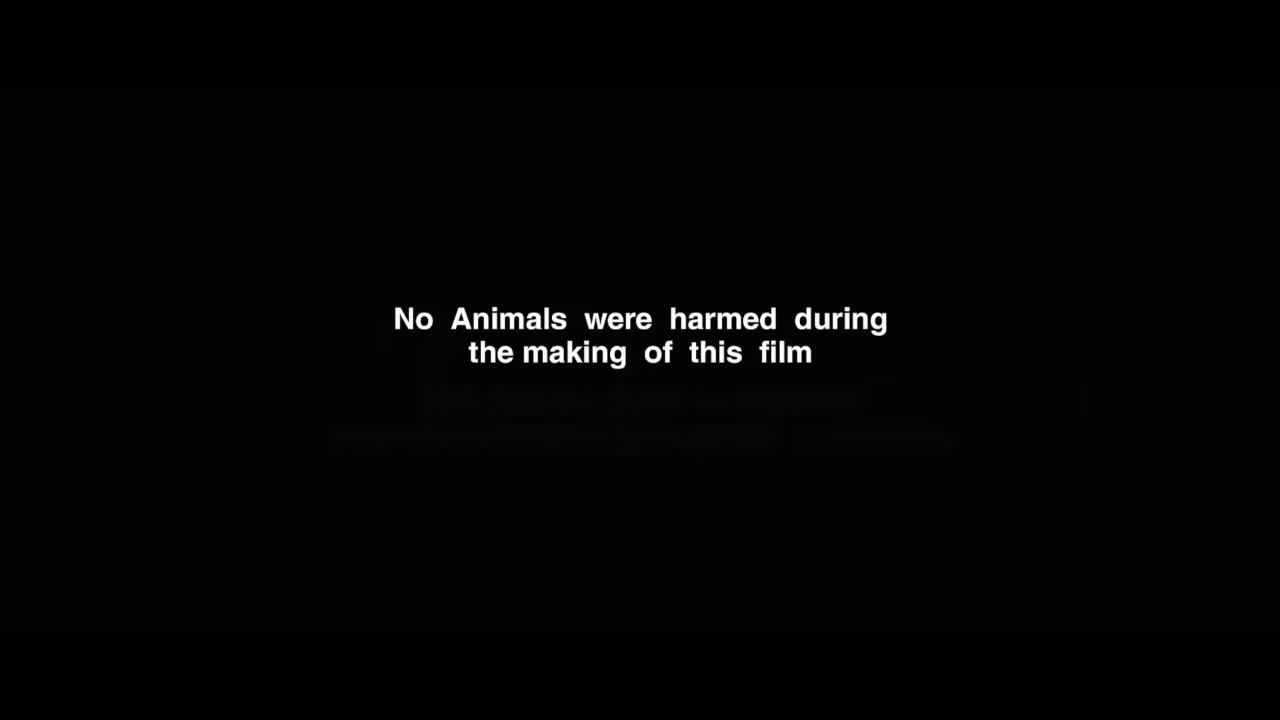 No Animals were harmed during
the making of this film